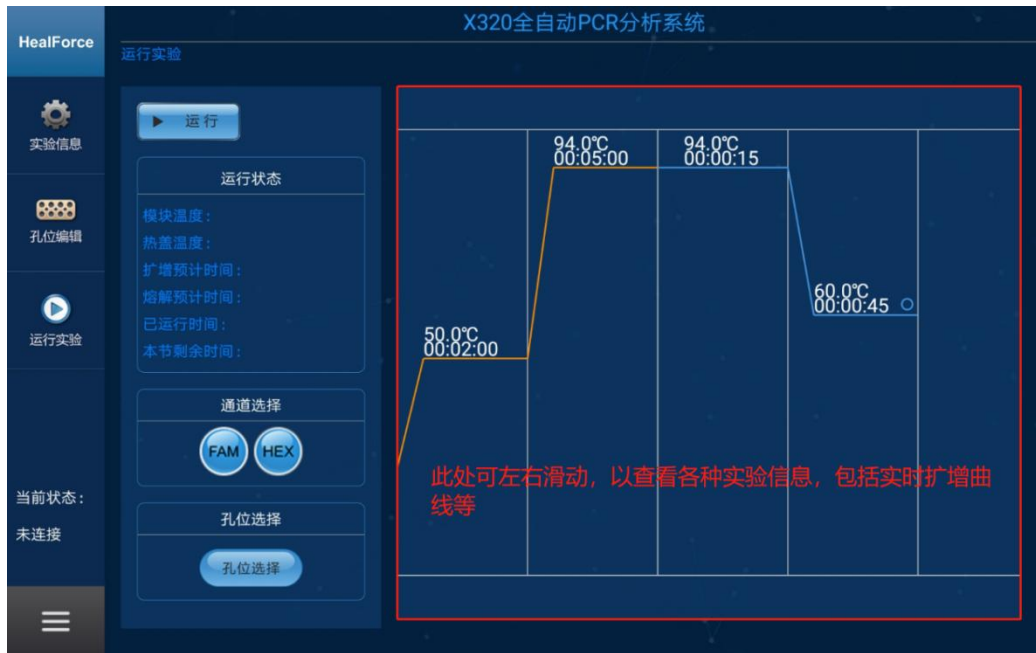 HealForce
X320全自动PCR分析系统
运行实验
实验信息
孔位编辑
运行实验
当前状态：
未连接
运行
运行状态
模块温度：
热盖温度：
扩增预计时间：
熔解预计时间：
已运行时间：
本节剩余时间：
通道选择
FAM HEX
孔位选择
孔位选择
50.0℃
00:02:00
94.0℃
00:05:00
94.0℃
00:00:15
60.0℃
00:00:45
此处可左右滑动，以查看各种实验信息，包括实时扩增曲
线等